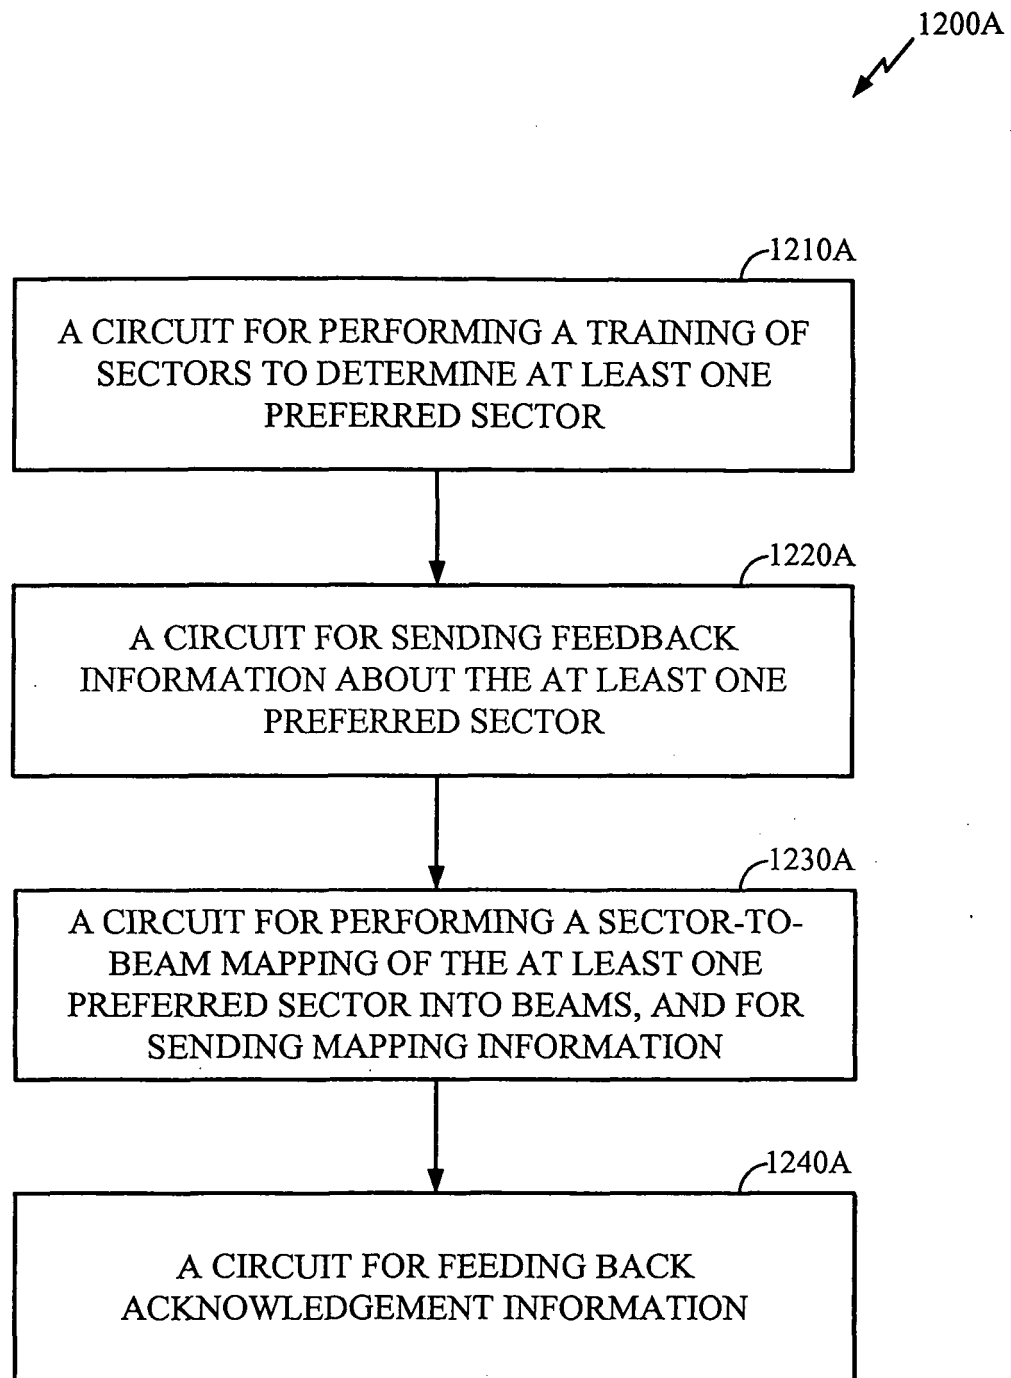 1200A
1210A
A CIRCUIT FOR PERFORMING A TRAINING OF
SECTORS TO DETERMINE AT LEAST ONE
PREFERRED SECTOR
1220A
A CIRCUIT FOR SENDING FEEDBACK
INFORMATION ABOUT THE AT LEAST ONE
PREFERRED SECTOR
1230A
A CIRCUIT FOR PERFORMING A SECTOR-TO-
BEAM MAPPING OF THE AT LEAST ONE
PREFERRED SECTOR INTO BEAMS, AND FOR
SENDING MAPPING INFORMATION
1240A
A CIRCUIT FOR FEEDING BACK
ACKNOWLEDGEMENT INFORMATION